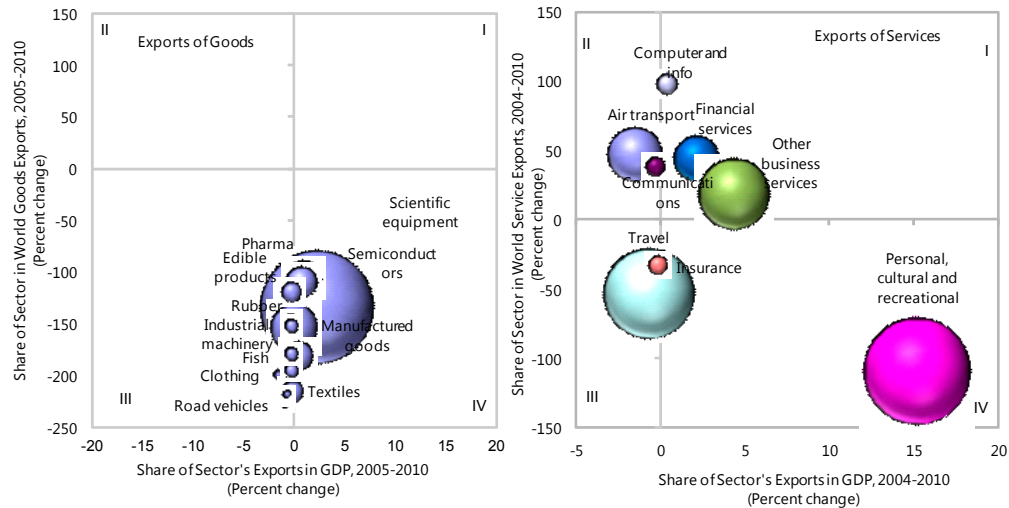 Exports of Goods
II
I
III
IV
150
100
50
0
-50
-100
-150
-200
-250
Share of Sector in World Goods Exports, 2005-2010
(Percent change)
Scientific
equipment
Pharma
Semiconduct
ors
Edible
products
Rubber
Industrial
machinery
Manufactured
goods
Fish
Clothing
Textiles
Road vehicles
-20 -15 -10 -5 0 5 10 15 20
Share of Sector's Exports in GDP, 2005-2010
(Percent change)
Exports of Services
II
I
III
IV
150
100
50
0
-50
-100
-150
Share of Sector in World Service Exports, 2004-2010
(Percent change)
Computer and
info
Air transport
Financial
services
Other
business
services
Communicati
ons
Travel
Insurance
Personal,
cultural and
recreational
-5 0 5 10 15 20
Share of Sector's Exports in GDP, 2004-2010
(Percent change)